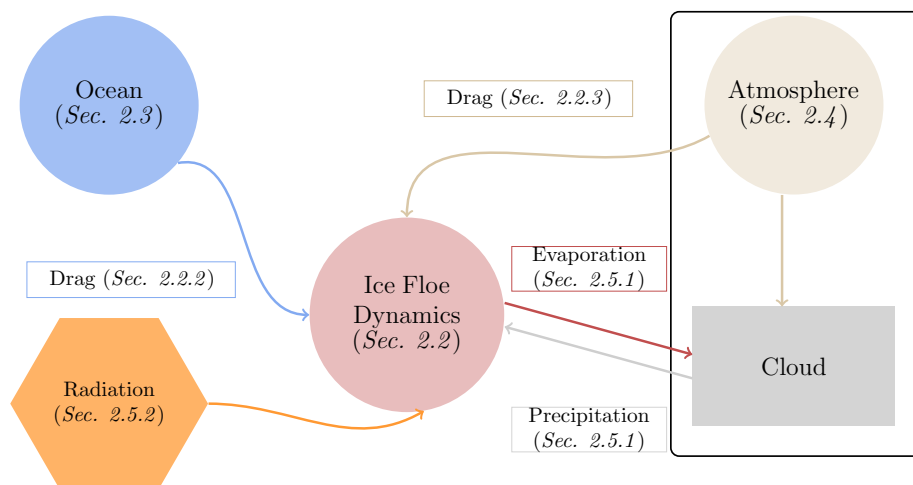 Ocean
(Sec. 2.3)
Drag (Sec. 2.2.3)
Atmosphere
(Sec. 2.4)
Drag (Sec. 2.2.2)
Ice Floe
Dynamics
(Sec. 2.2)
Evaporation
(Sec. 2.5.1)
Cloud
Radiation
(Sec. 2.5.2)
Precipitation
(Sec. 2.5.1)